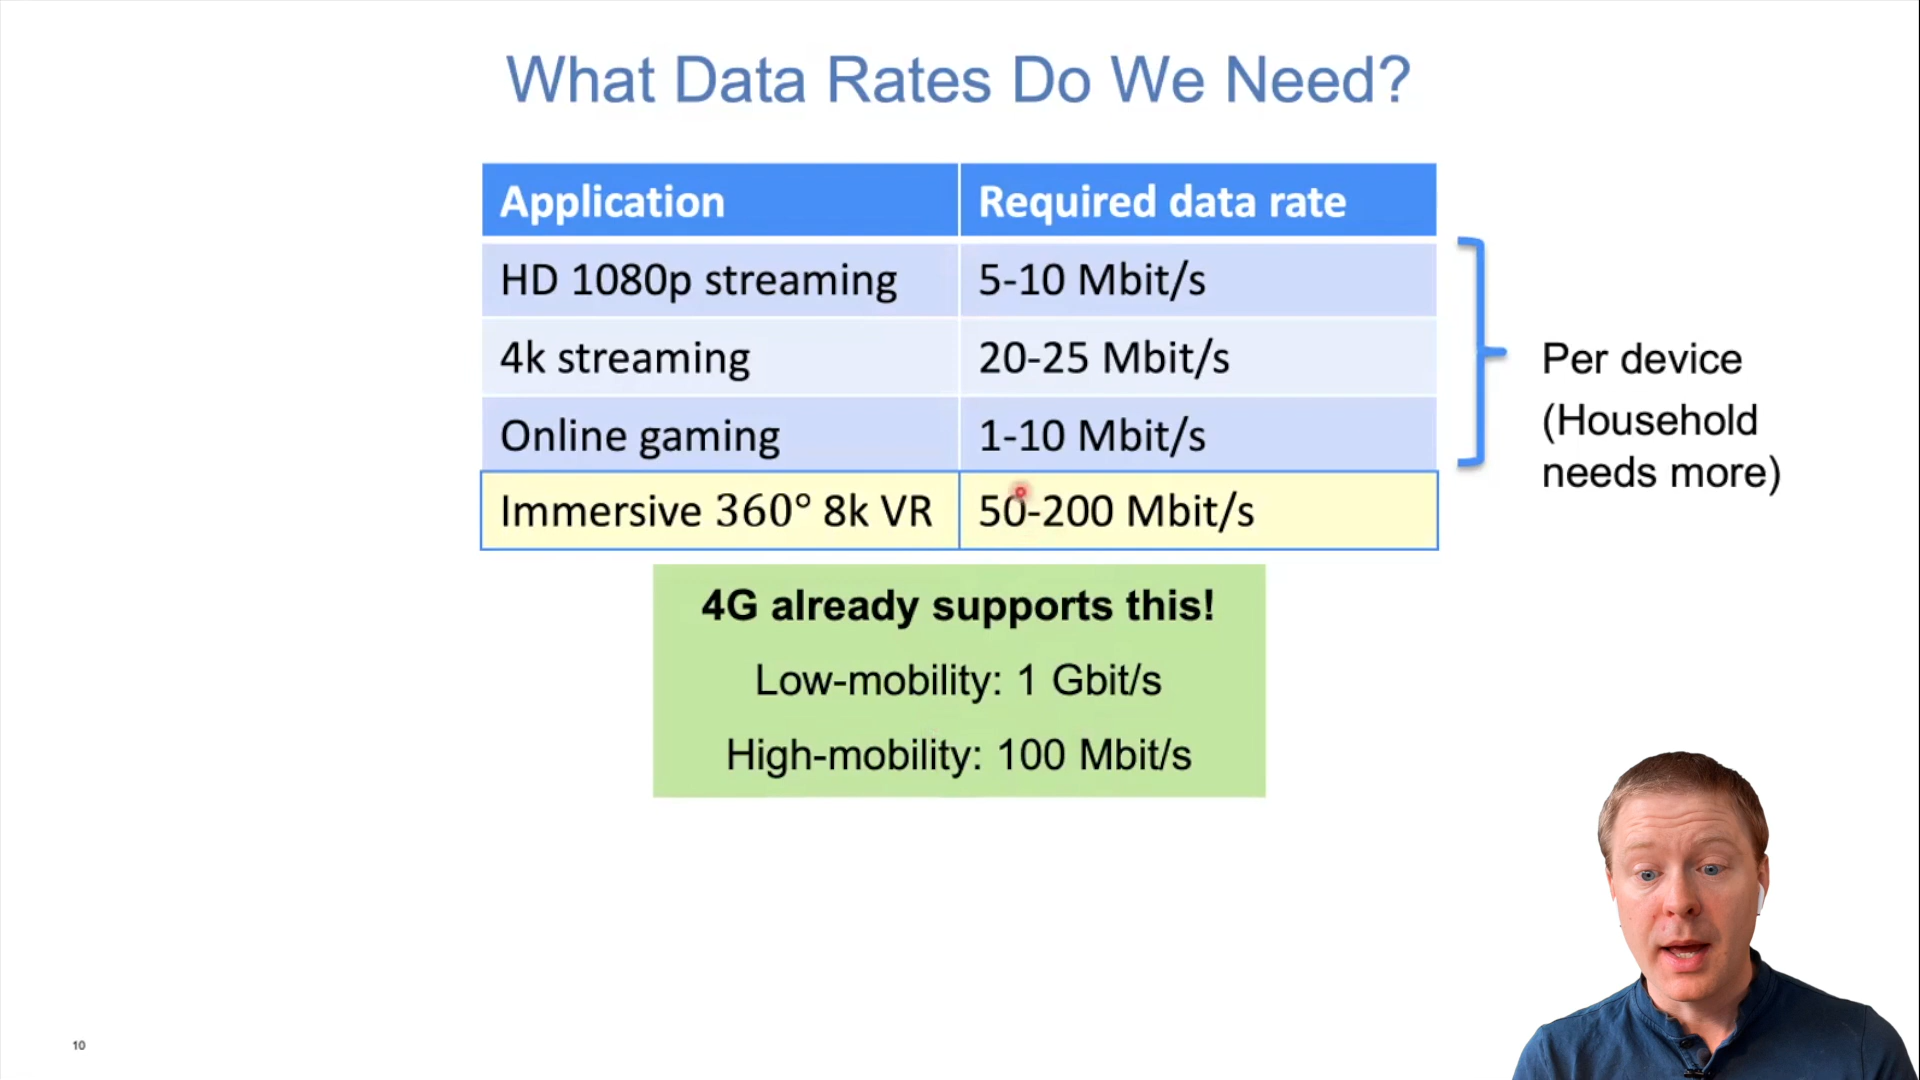 What Data Rates Do We Need?
Application Required data rate
HD 1080p streaming 5-10 Mbit/s
4k streaming 20-25 Mbit/s
Online gaming 1-10 Mbit/s
Immersive 360° 8k VR 50-200 Mbit/s
Per device
(Household
needs more)
4G already supports this!
Low-mobility: 1 Gbit/s
High-mobility: 100 Mbit/s
10